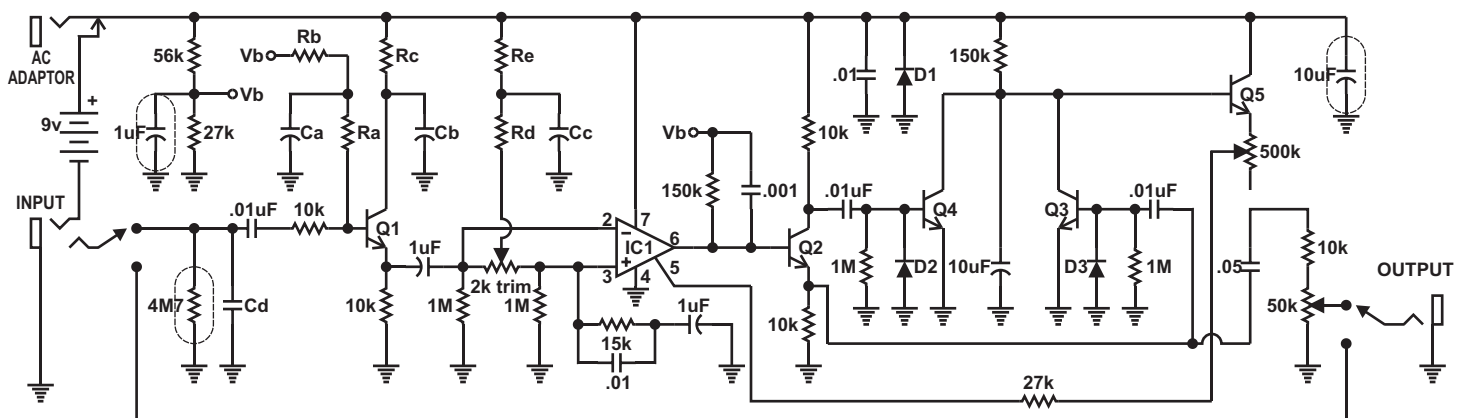 AC
ADAPTOR
9v
+
INPUT
56k
Vb
1uF
27k
Vb
Rb
Ca
Ra
Rc
Cb
Re
Rd
Cc
.01uF
10k
4M7
Cd
Q1
10k
1uF
1M
2k trim
1M
2
3
7
4
6
5
−
+
IC1
15k
.01
1uF
Vb
150k
.001
10k
Q2
10k
.01
D1
.01uF
1M
D2
Q4
150k
10uF
Q3
D3
.01uF
1M
Q5
500k
10uF
27k
.05
10k
50k
OUTPUT